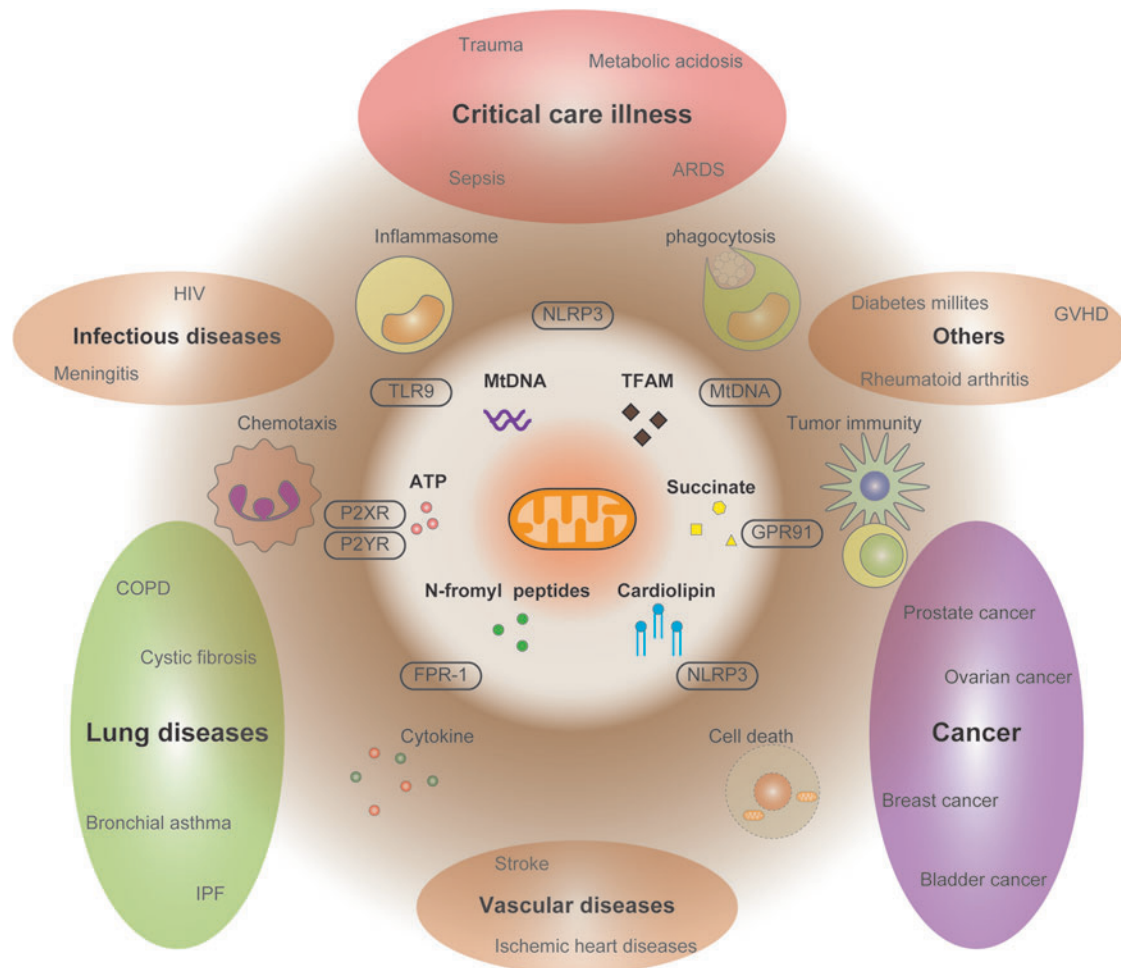 Trauma
Metabolic acidosis
Critical care illness
Sepsis
ARDS
Inflammasome
phagocytosis
HIV
Infectious diseases
Meningitis
NLRP3
Diabetes millites
GVHD
Others
Rheumatoid arthritis
TLR9
MtDNA
TFAM
MtDNA
Chemotaxis
Tumor immunity
ATP
Succinate
P2XR
P2YR
GPR91
N-fromyl peptides
Cardiolipin
FPR-1
NLRP3
COPD
Cystic fibrosis
Lung diseases
Bronchial asthma
IPF
Prostate cancer
Ovarian cancer
Cancer
Breast cancer
Bladder cancer
Cytokine
Cell death
Stroke
Vascular diseases
Ischemic heart diseases